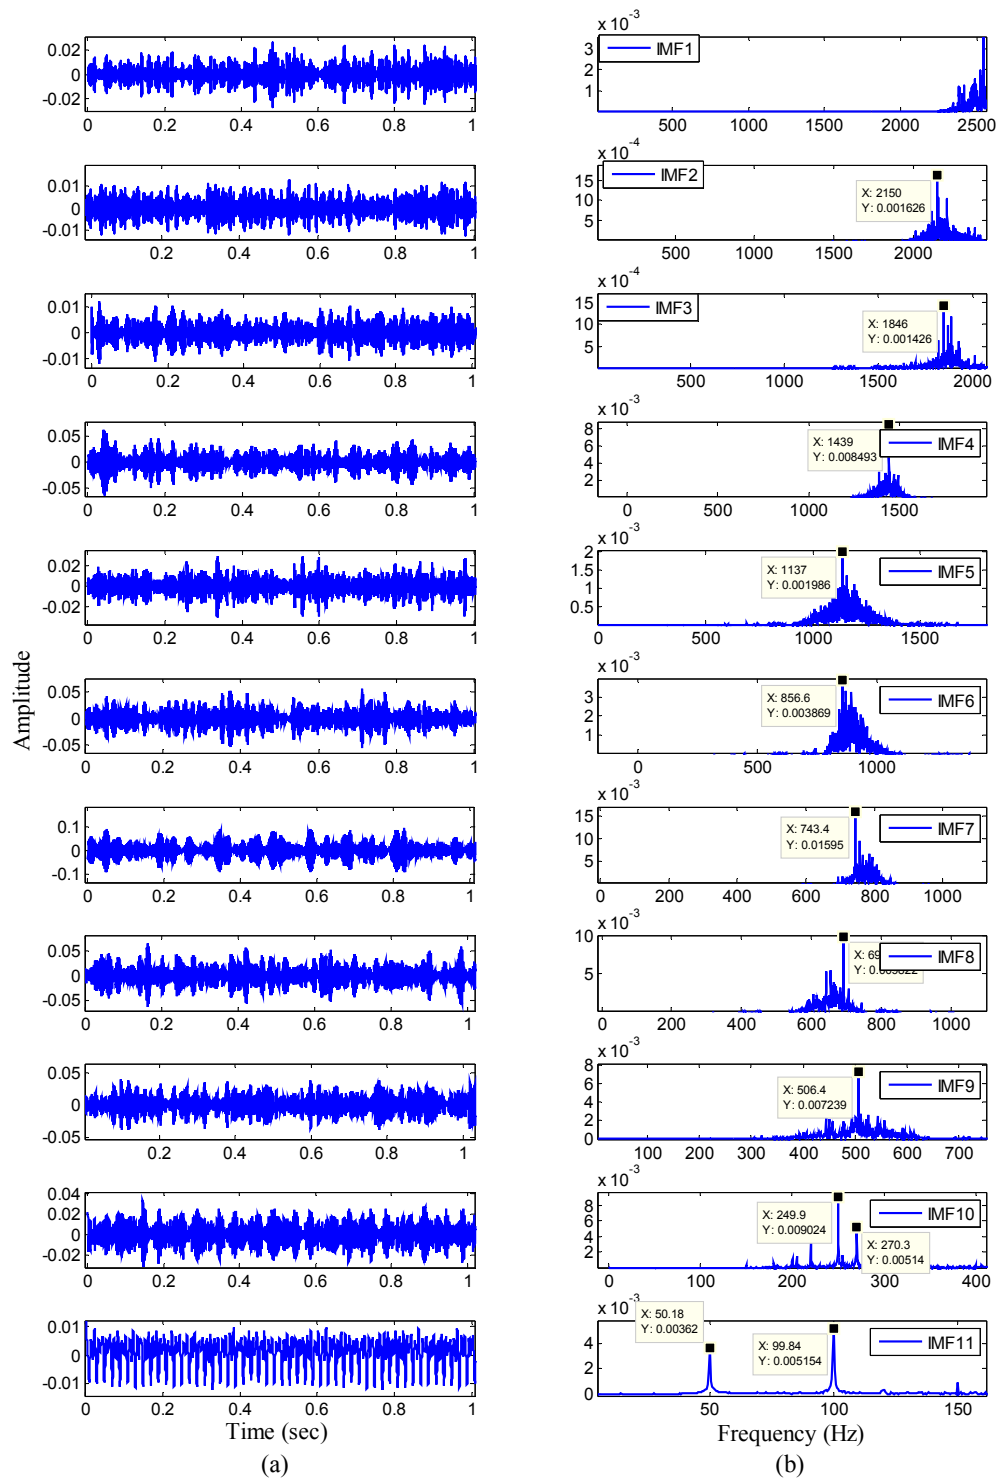 x 10-3
0.02
0
-0.02
3
2
1
IMF1
0 0.2 0.4 0.6 0.8 1
500 1000 1500 2000 2500
x 10-4
0.01
0
-0.01
15
10
5
IMF2
X: 2150
Y: 0.001626
0.2 0.4 0.6 0.8 1
500 1000 1500 2000
x 10-4
0.01
0
-0.01
15
10
5
IMF3
X: 1846
Y: 0.001426
0 0.2 0.4 0.6 0.8 1
500 1000 1500 2000
x 10-3
0.05
0
-0.05
8
6
4
2
X: 1439
Y: 0.008493
IMF4
0 0.2 0.4 0.6 0.8 1
0 500 1000 1500
x 10-3
0.02
0
-0.02
2
1.5
1
0.5
X: 1137
Y: 0.001986
IMF5
0 0.2 0.4 0.6 0.8 1
0 500 1000 1500
x 10-3
Amplitude
0.05
0
-0.05
3
2
1
X: 856.6
Y: 0.003869
IMF6
0 0.2 0.4 0.6 0.8 1
0 500 1000
x 10-3
0.1
0
-0.1
15
10
5
X: 743.4
Y: 0.01595
IMF7
0 0.2 0.4 0.6 0.8 1
0 200 400 600 800 1000
x 10-3
0.05
0
-0.05
10
5
X: 69
IMF8
0 0.2 0.4 0.6 0.8 1
0 200 400 600 800 1000
x 10-3
0.05
0
-0.05
8
6
4
2
0
X: 506.4
Y: 0.007239
IMF9
0.2 0.4 0.6 0.8 1
100 200 300 400 500 600 700
x 10-3
0.04
0.02
0
-0.02
8
6
4
2
X: 249.9
Y: 0.009024
IMF10
X: 270.3
Y: 0.00514
0 0.2 0.4 0.6 0.8 1
0 100 200 300 400
x 10-3
0.01
0
-0.01
4
2
0
X: 50.18
Y: 0.00362
X: 99.84
Y: 0.005154
IMF11
0 0.2 0.4 0.6 0.8 1
50 100 150
Time (sec)
Frequency (Hz)
(a)
(b)